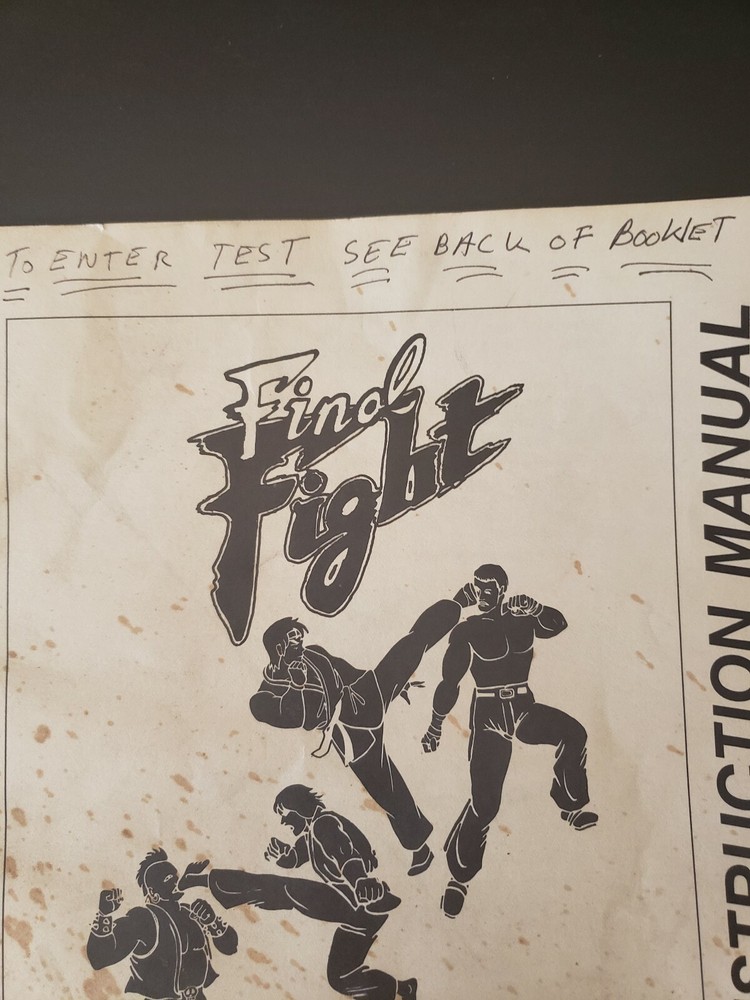 TO ENTER TEST SEE BACK OF BOOKLET
Final
Fight
STRUCTION MANUAL